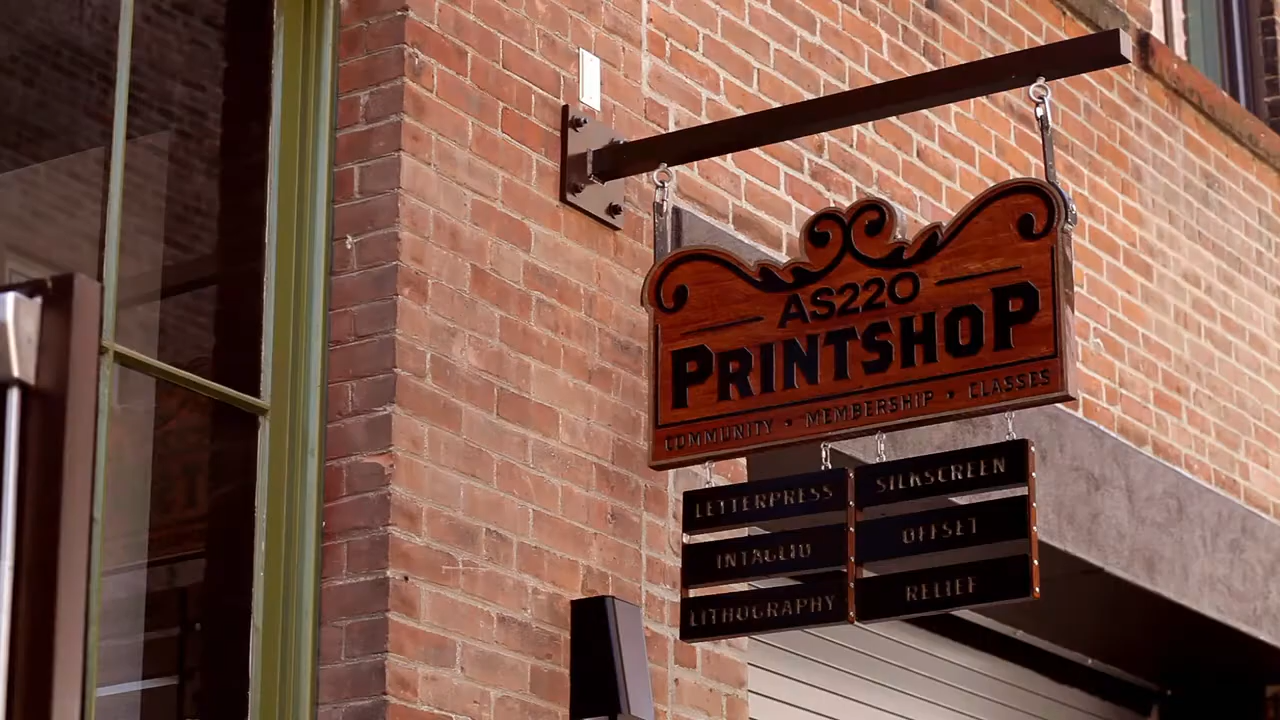 AS220
PRINTSHOP
COMMUNITY • MEMBERSHIP • CLASSES
LETTERPRESS
INTAGLIO
LITHOGRAPHY
SILKSCREEN
OFFSET
RELIEF